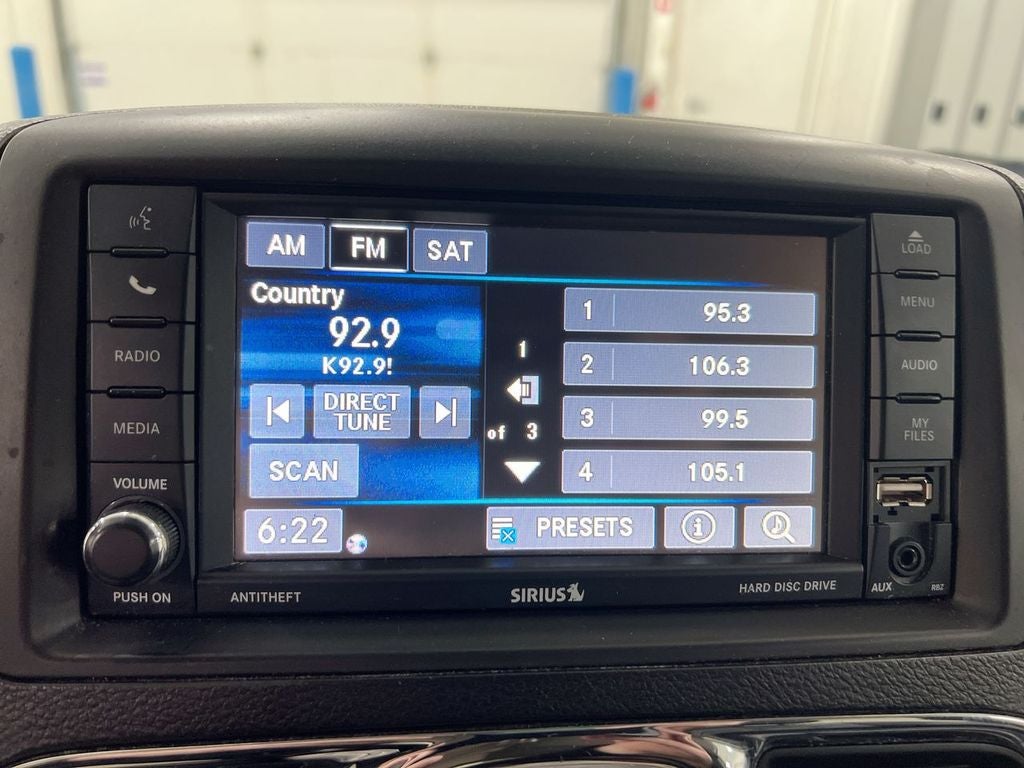 AM FM SAT
Country
92.9
K92.9!
DIRECT
TUNE
SCAN
6:22
1
of 3
1 95.3
2 106.3
3 99.5
4 105.1
PRESETS
i
RADIO
MEDIA
VOLUME
PUSH ON
LOAD
MENU
AUDIO
MY
FILES
AUX
RBZ
ANTITHEFT
SIRIUS
HARD DISC DRIVE